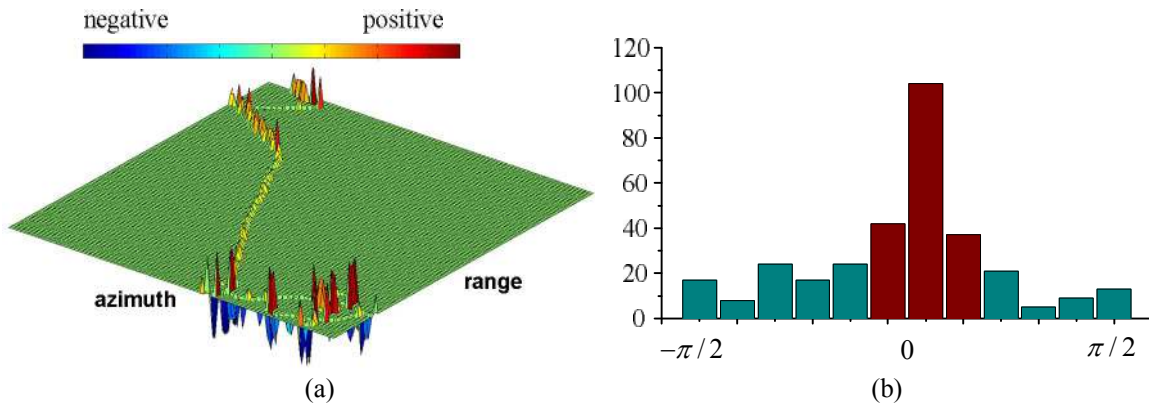 negative positive
azimuth
range
(a)
120
100
80
60
40
20
0
−π / 2 0 π / 2
(b)